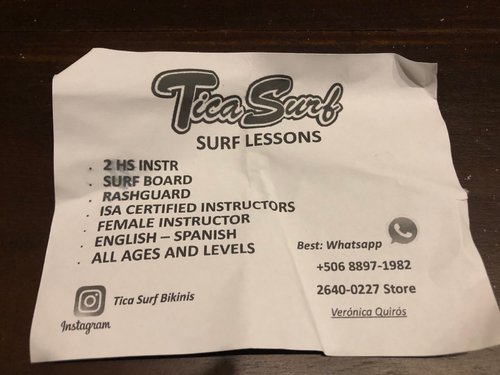 Tica Surf
SURF LESSONS
. 2 HS INSTR
. SURF BOARD
. RASHGUARD
. ISA CERTIFIED INSTRUCTORS
. FEMALE INSTRUCTOR
. ENGLISH – SPANISH
. ALL AGES AND LEVELS
Best: Whatsapp
+506 8897-1982
2640-0227 Store
Verónica Quirós
Tica Surf Bikinis
Instagram